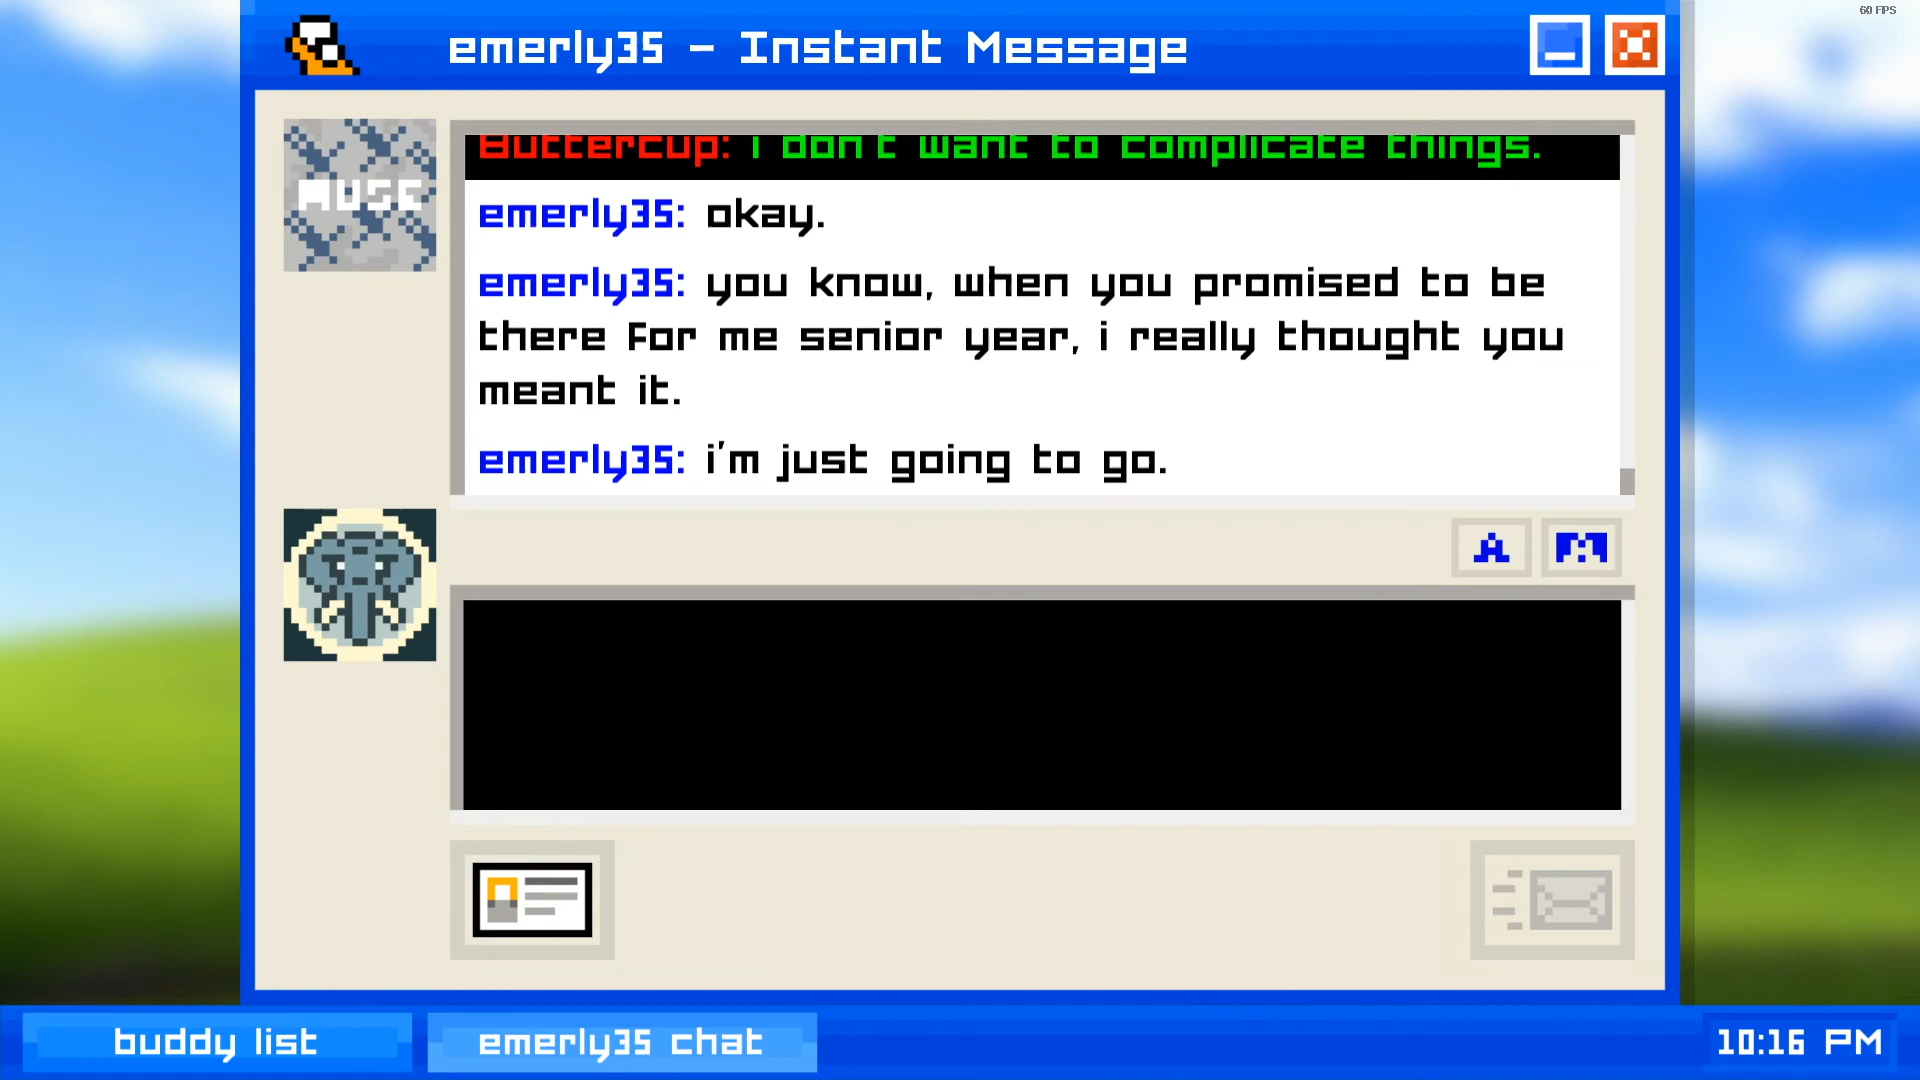 60 FPS
emerly35 - Instant Message
Buttercup: i don't want to complicate things.
emerly35: okay.
emerly35: you know, when you promised to be
there for me senior year, i really thought you
meant it.
emerly35: i'm just going to go.
MUSE
A
buddy list
emerly35 chat
10:16 PM